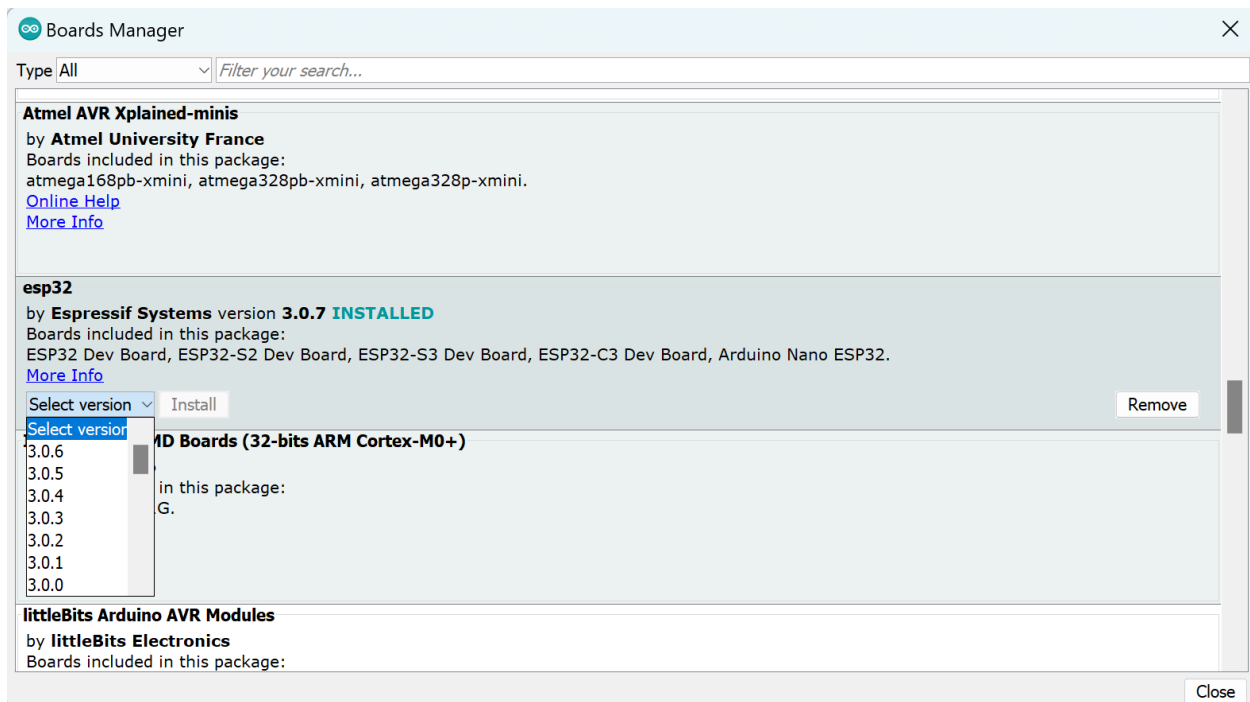 Boards Manager
Type All Filter your search...
Atmel AVR Xplained-minis
by Atmel University France
Boards included in this package:
atmega168pb-xmini, atmega328pb-xmini, atmega328p-xmini.
Online Help
More Info
esp32
by Espressif Systems version 3.0.7 INSTALLED
Boards included in this package:
ESP32 Dev Board, ESP32-S2 Dev Board, ESP32-S3 Dev Board, ESP32-C3 Dev Board, Arduino Nano ESP32.
More Info
Select version Install Remove
Select version
3.0.6
3.0.5
3.0.4
3.0.3
3.0.2
3.0.1
3.0.0
Boards (32-bits ARM Cortex-M0+)
in this package:
littleBits Arduino AVR Modules
by littleBits Electronics
Boards included in this package:
Close